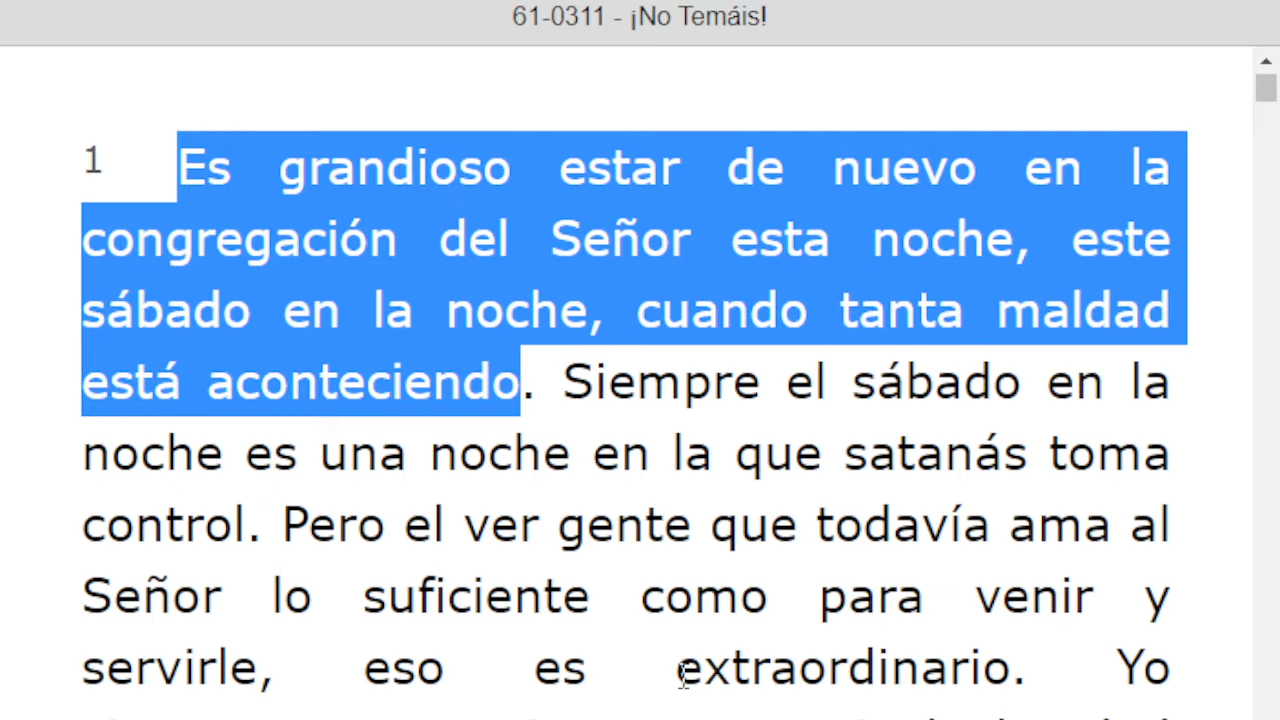 61-0311 - ¡No Temáis!
1 Es grandioso estar de nuevo en la
congregación del Señor esta noche, este
sábado en la noche, cuando tanta maldad
está aconteciendo. Siempre el sábado en la
noche es una noche en la que satanás toma
control. Pero el ver gente que todavía ama al
Señor lo suficiente como para venir y
servirle, eso es extraordinario. Yo